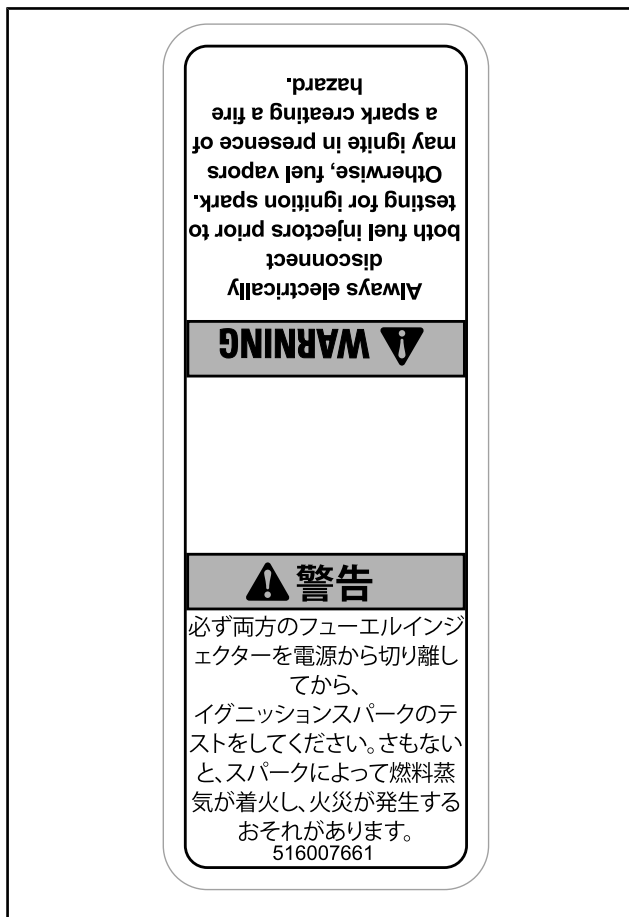 WARNING
Always electrically
disconnect
both fuel injectors prior to
testing for ignition spark.
Otherwise, fuel vapors
may ignite in presence of
a spark creating a fire
hazard.
警告
必ず両方のフューエルインジ
ェクターを電源から切り離し
てから、
イグニッションスパークのテ
ストをしてください。さもない
と、スパークによって燃料蒸
気が着火し、火災が発生する
おそれがあります。
516007661